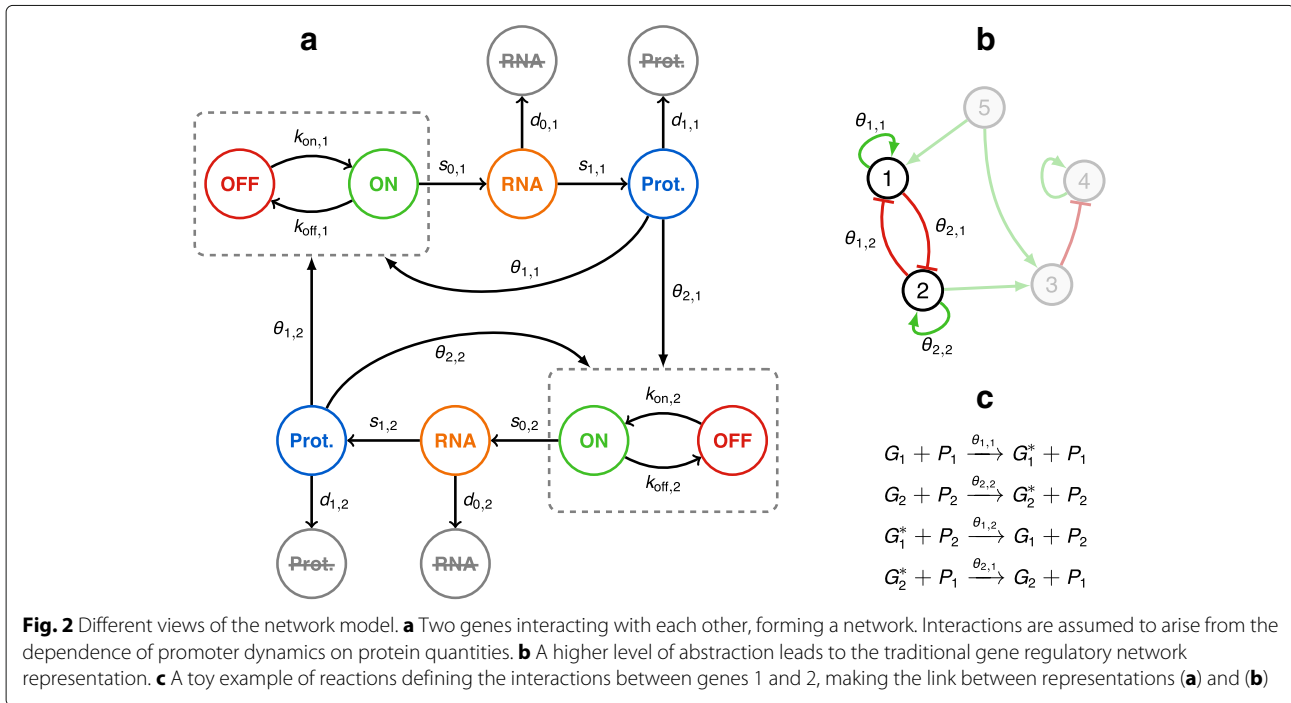 a
RNA
Prot.
d0,1
d1,1
kon,1
OFF
ON
s0,1
RNA
s1,1
Prot.
koff,1
θ1,1
θ2,1
θ1,2
θ2,2
kon,2
Prot.
s1,2
RNA
s0,2
ON
OFF
koff,2
d1,2
d0,2
Prot.
RNA
b
5
θ1,1
1
4
θ1,2
θ2,1
2
3
θ2,2
c
G1 + P1 θ1,1→ G1* + P1
G2 + P2 θ2,2→ G2* + P2
G1* + P2 θ1,2→ G1 + P2
G2* + P1 θ2,1→ G2 + P1
Fig. 2 Different views of the network model. a Two genes interacting with each other, forming a network. Interactions are assumed to arise from the
dependence of promoter dynamics on protein quantities. b A higher level of abstraction leads to the traditional gene regulatory network
representation. c A toy example of reactions defining the interactions between genes 1 and 2, making the link between representations (a) and (b)